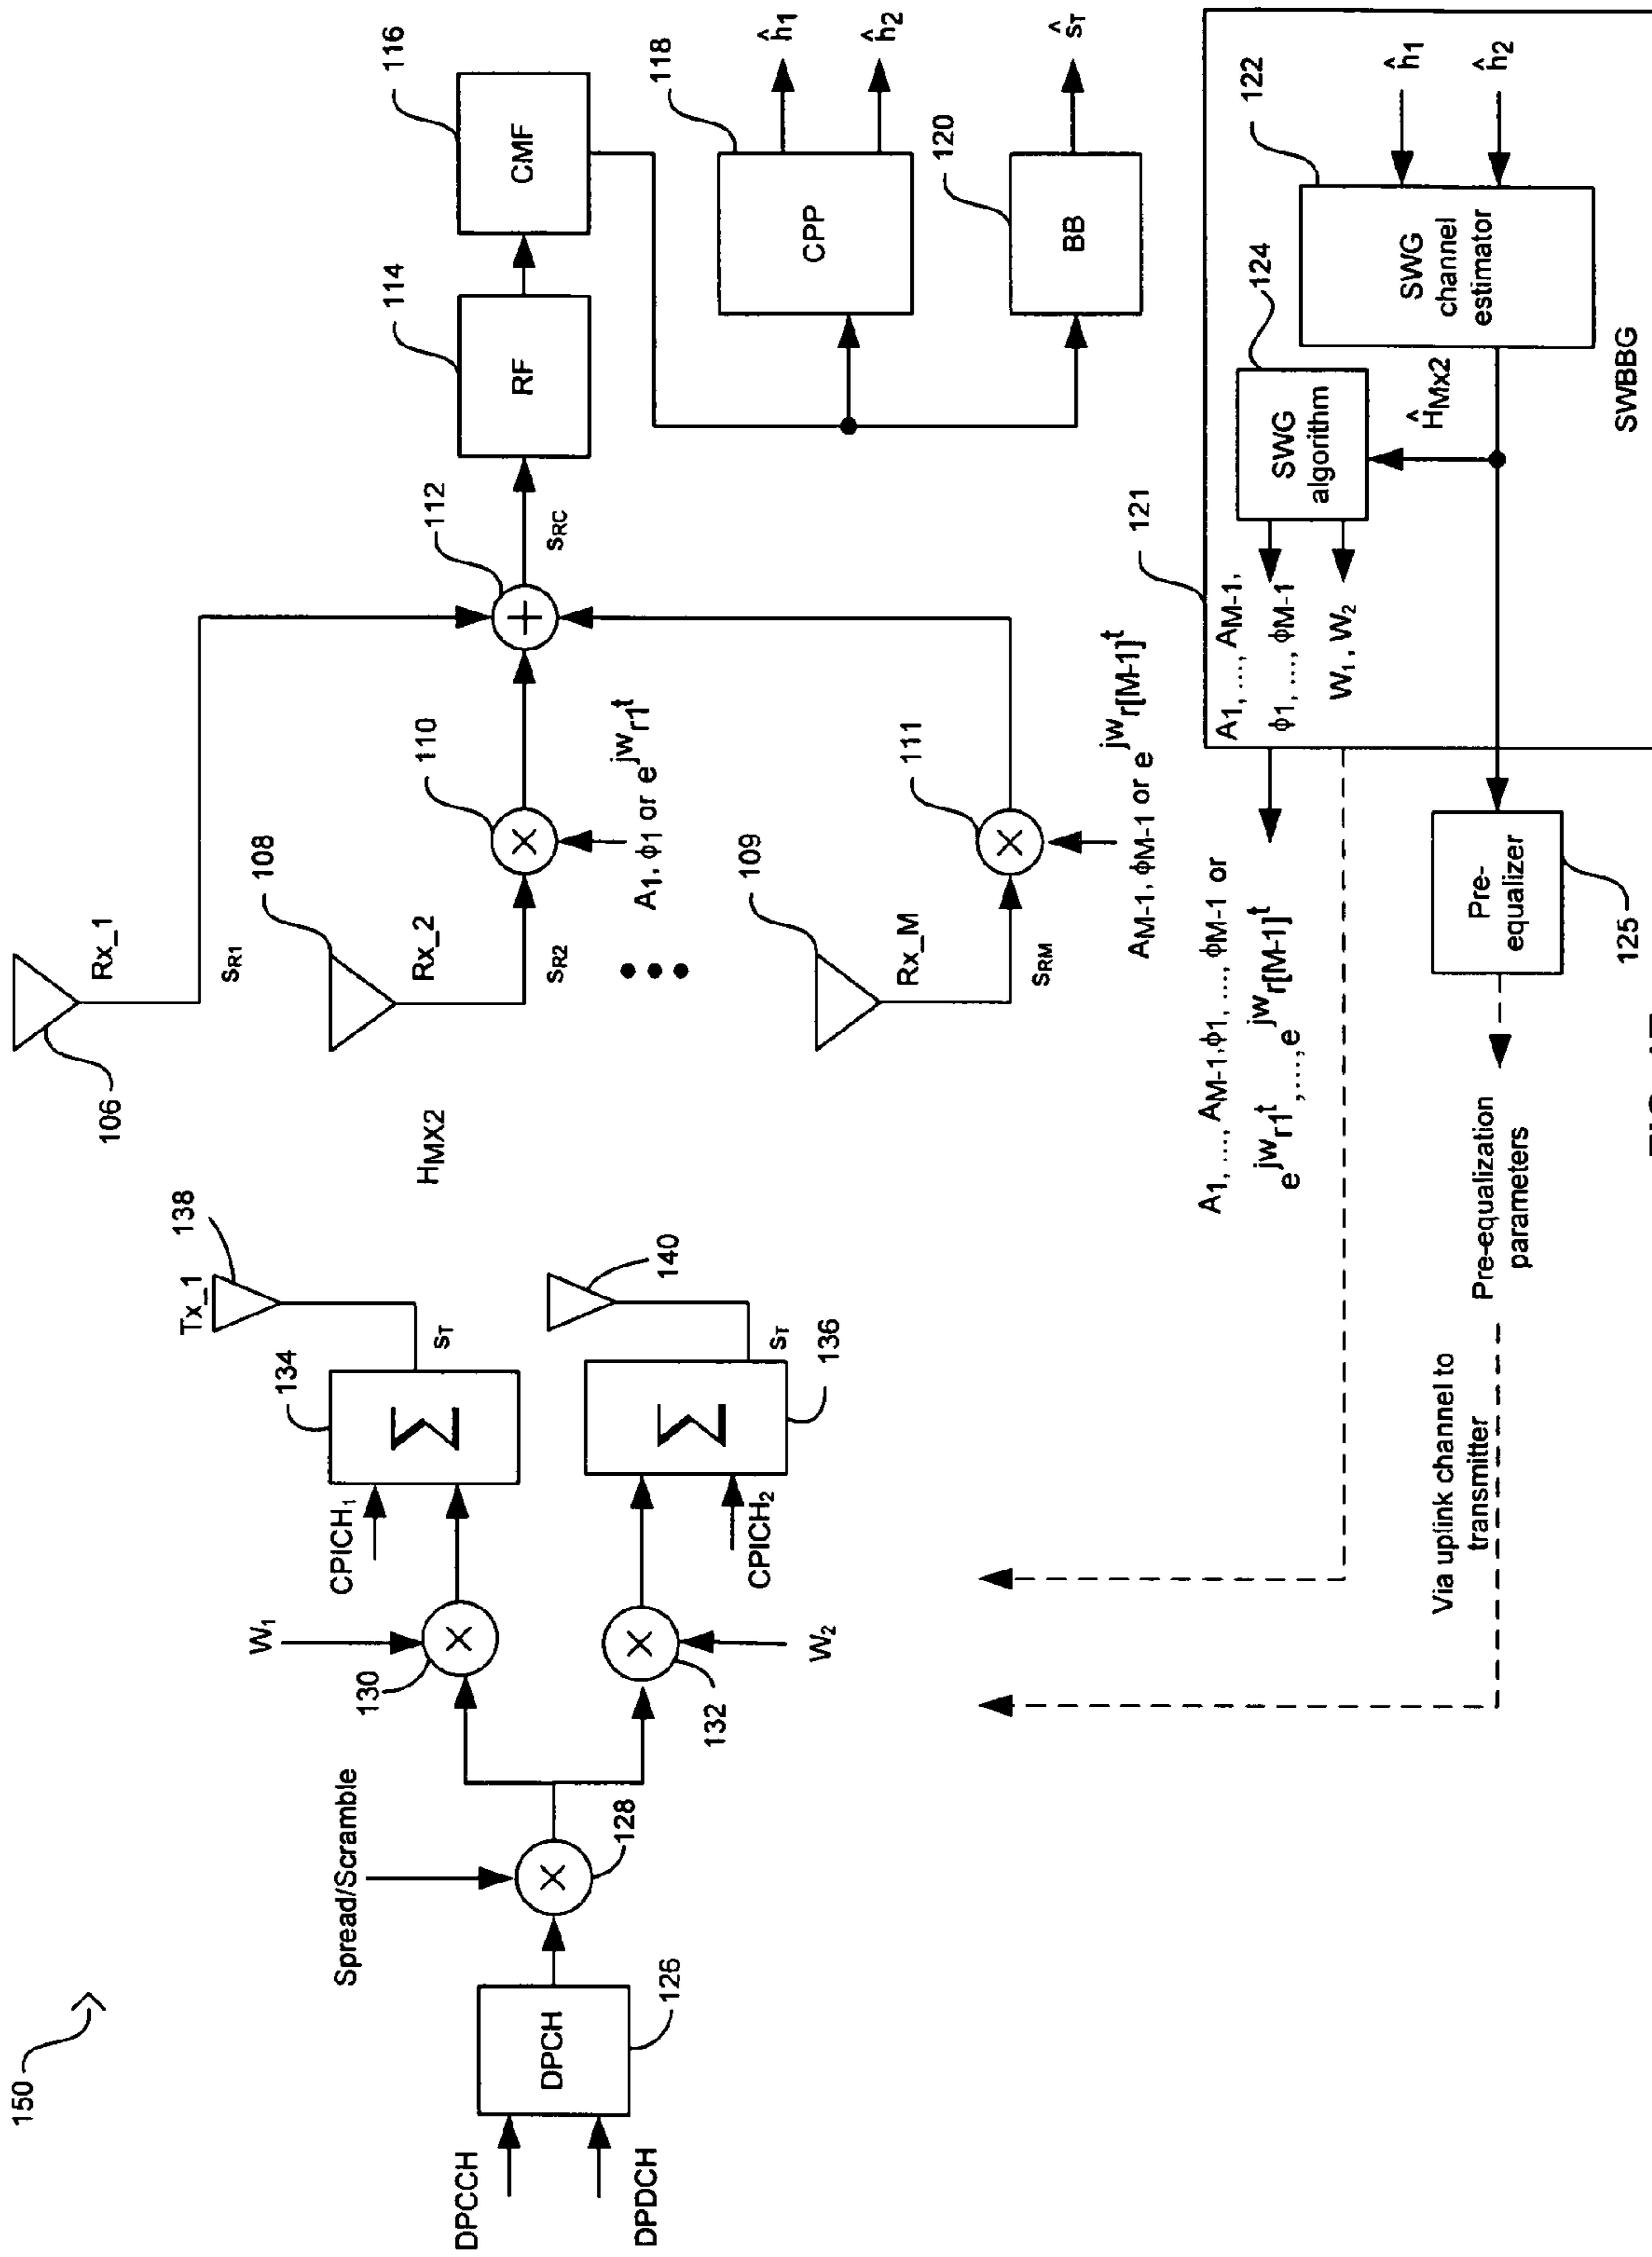 150
DPCCH
DPDCH
DPCH
126
Spread/Scramble
128
W1
130
132
W2
CPICH1
CPICH2
134
Σ
sT
Tx_1
138
Σ
136
sT
140
HMX2
106
Rx_1
sR1
108
Rx_2
sR2
110
A1, ϕ1 or e^jwr1t
109
Rx_M
sRM
111
AM-1, ϕM-1 or e^jwr[M-1]t
112
+
sRC
114
RF
116
CMF
118
CPP
ĥ1
ĥ2
120
BB
ŝT
121
A1, ..., AM-1,
ϕ1, ..., ϕM-1
W1, W2
124
SWG
algorithm
ĤMx2
122
SWG
channel
estimator
ĥ1
ĥ2
SWBBG
A1, ..., AM-1,ϕ1, ..., ϕM-1 or
e^jwr1t,...,e^jwr[M-1]t
Pre-
equalizer
125
Pre-equalization
parameters
Via uplink channel to
transmitter